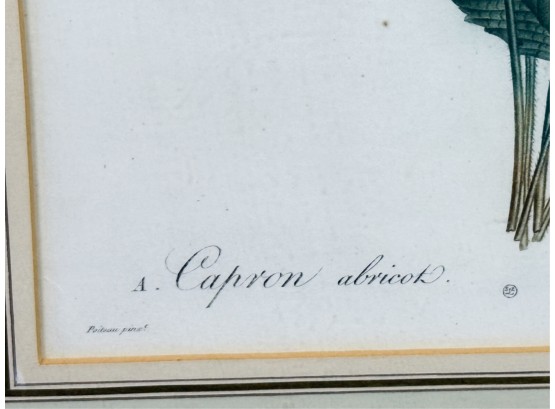 A. Capron abricot.
Poiteau pinx.t